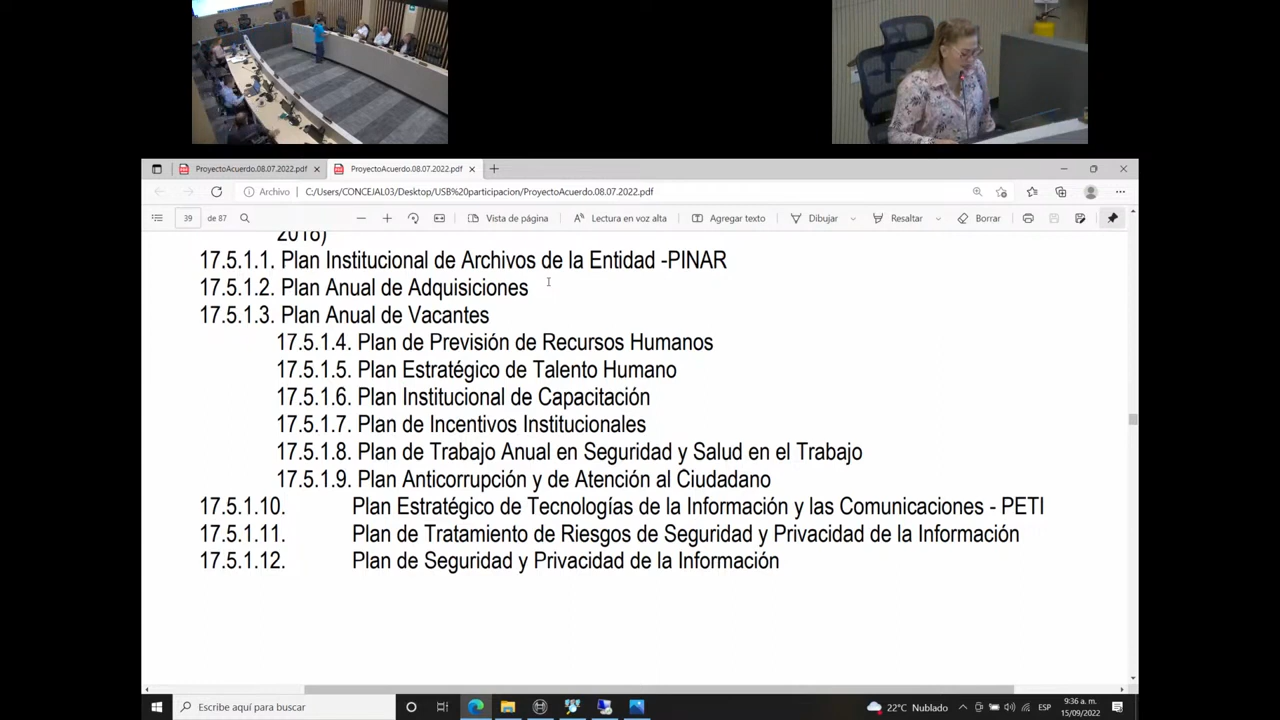 ProyectoAcuerdo.08.07.2022.pdf
ProyectoAcuerdo.08.07.2022.pdf
Archivo C:/Users/CONCEJAL03/Desktop/USB%20participacion/ProyectoAcuerdo.08.07.2022.pdf
39 de 87 Vista de página Lectura en voz alta Agregar texto Dibujar Resaltar Borrar
2018)
17.5.1.1. Plan Institucional de Archivos de la Entidad -PINAR
17.5.1.2. Plan Anual de Adquisiciones
17.5.1.3. Plan Anual de Vacantes
17.5.1.4. Plan de Previsión de Recursos Humanos
17.5.1.5. Plan Estratégico de Talento Humano
17.5.1.6. Plan Institucional de Capacitación
17.5.1.7. Plan de Incentivos Institucionales
17.5.1.8. Plan de Trabajo Anual en Seguridad y Salud en el Trabajo
17.5.1.9. Plan Anticorrupción y de Atención al Ciudadano
17.5.1.10. Plan Estratégico de Tecnologías de la Información y las Comunicaciones - PETI
17.5.1.11. Plan de Tratamiento de Riesgos de Seguridad y Privacidad de la Información
17.5.1.12. Plan de Seguridad y Privacidad de la Información
Escribe aquí para buscar
22°C Nublado
ESP
9:36 a. m.
15/09/2022